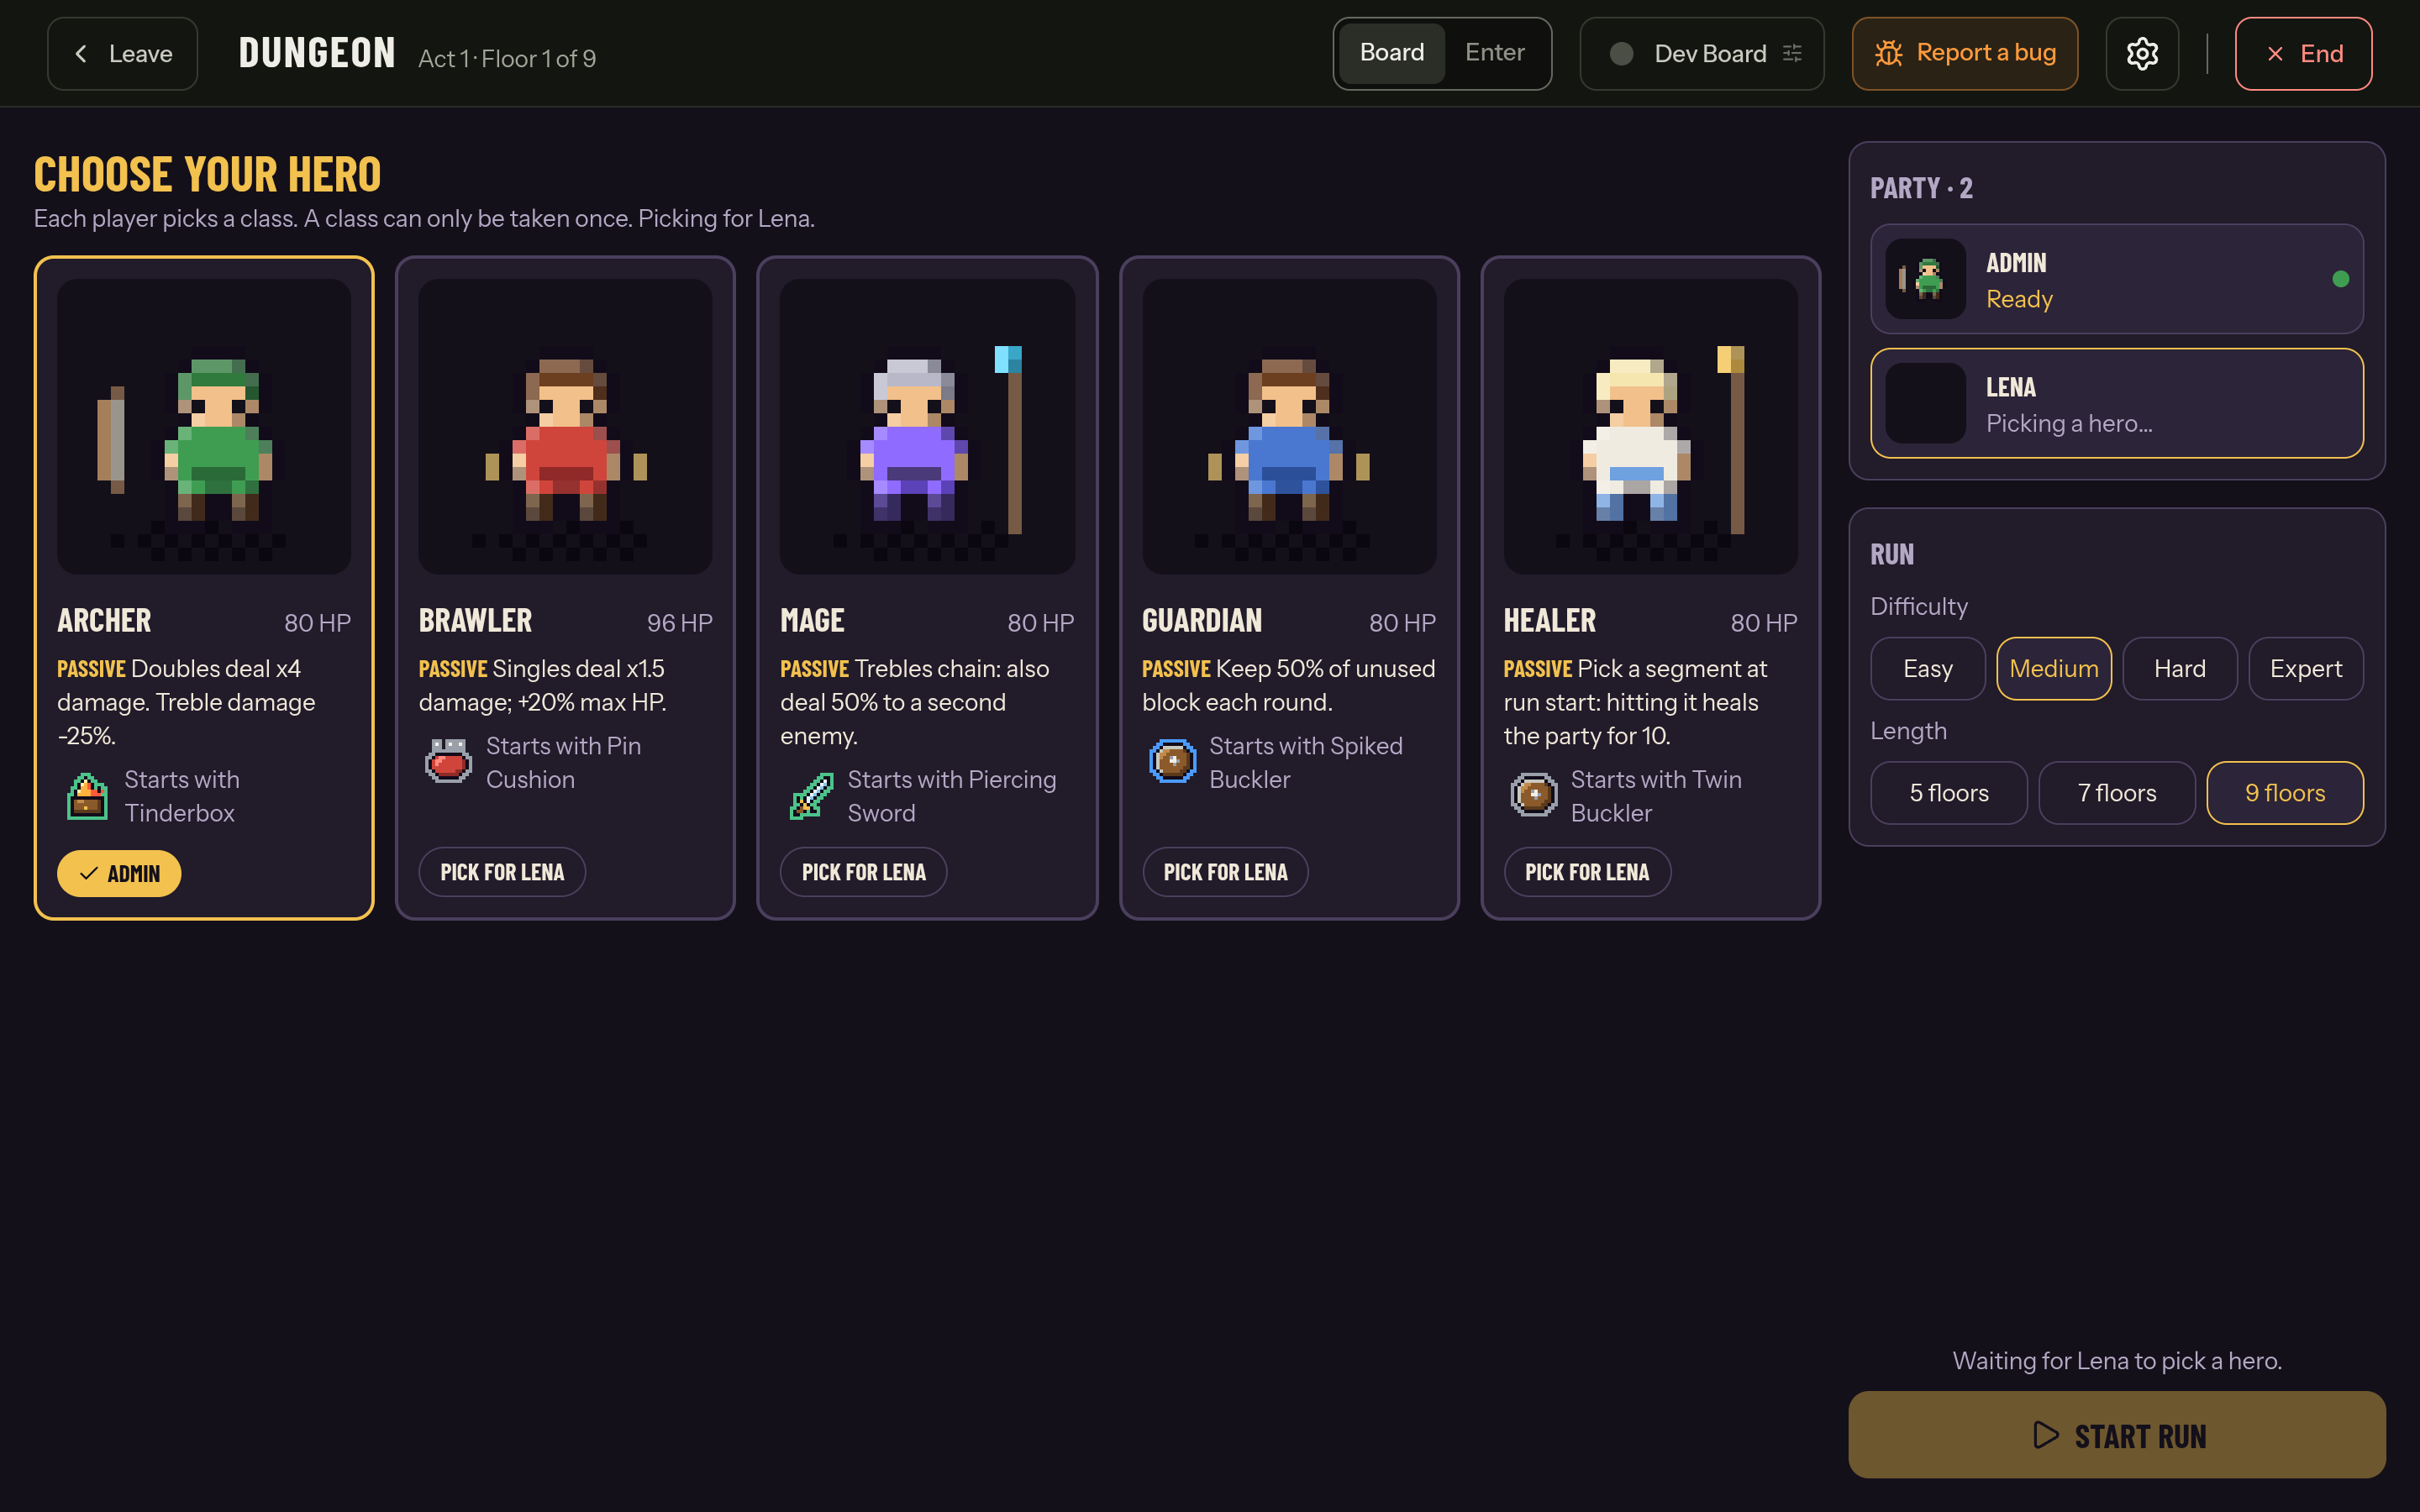 Leave
DUNGEON
Act 1 · Floor 1 of 9
Board
Enter
Dev Board
Report a bug
End
CHOOSE YOUR HERO
Each player picks a class. A class can only be taken once. Picking for Lena.
ARCHER
80 HP
PASSIVE Doubles deal x4
damage. Treble damage
-25%.
Starts with
Tinderbox
ADMIN
BRAWLER
96 HP
PASSIVE Singles deal x1.5
damage; +20% max HP.
Starts with Pin
Cushion
PICK FOR LENA
MAGE
80 HP
PASSIVE Trebles chain: also
deal 50% to a second
enemy.
Starts with Piercing
Sword
PICK FOR LENA
GUARDIAN
80 HP
PASSIVE Keep 50% of unused
block each round.
Starts with Spiked
Buckler
PICK FOR LENA
HEALER
80 HP
PASSIVE Pick a segment at
run start: hitting it heals
the party for 10.
Starts with Twin
Buckler
PICK FOR LENA
PARTY · 2
ADMIN
Ready
LENA
Picking a hero...
RUN
Difficulty
Easy
Medium
Hard
Expert
Length
5 floors
7 floors
9 floors
Waiting for Lena to pick a hero.
START RUN